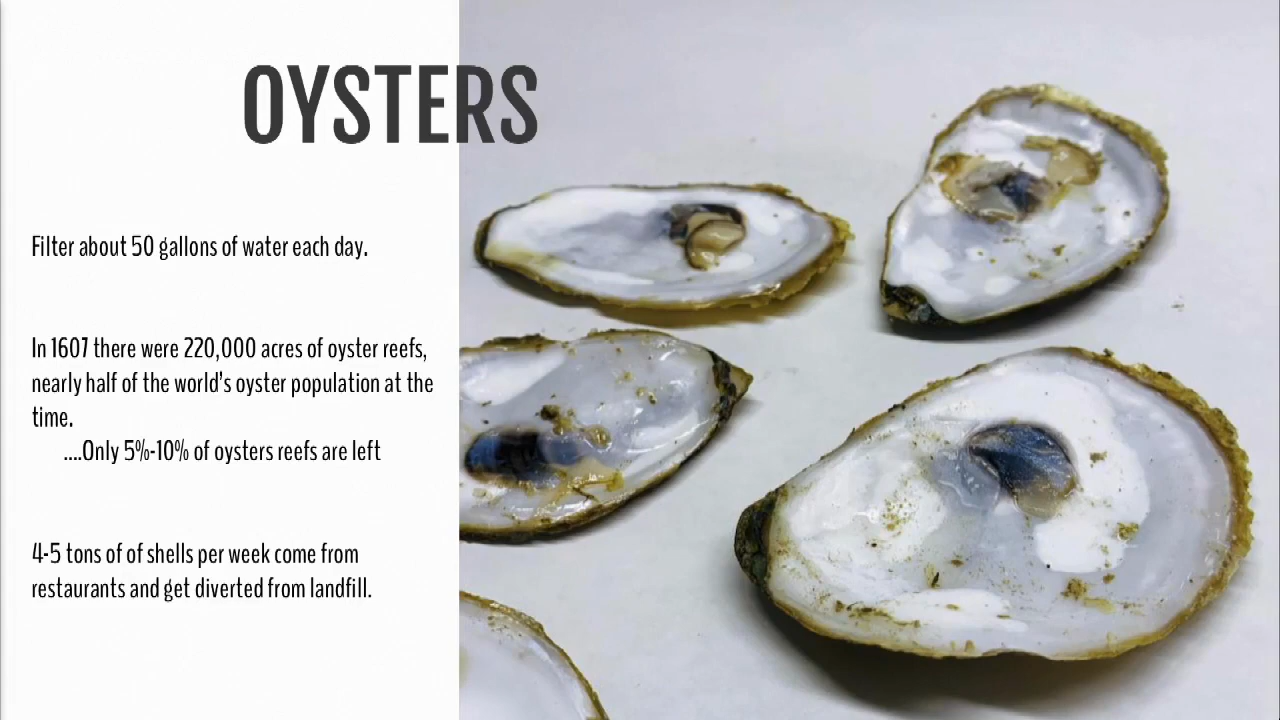 OYSTERS
Filter about 50 gallons of water each day.
In 1607 there were 220,000 acres of oyster reefs,
nearly half of the world's oyster population at the
time.
....Only 5%-10% of oysters reefs are left
4-5 tons of of shells per week come from
restaurants and get diverted from landfill.